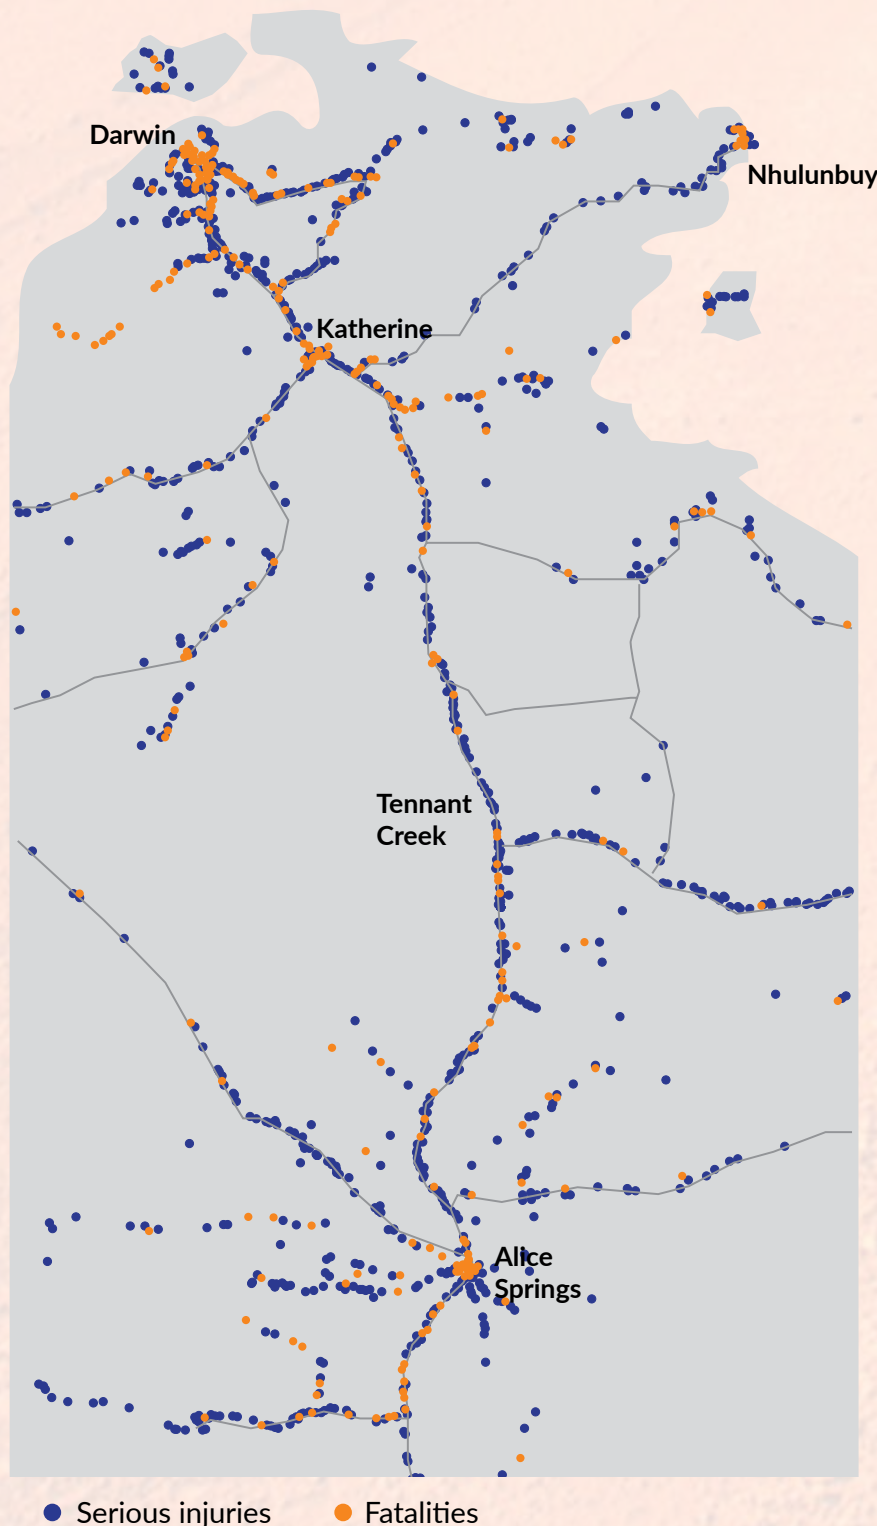 Darwin
Nhulunbuy
Katherine
Tennant
Creek
Alice
Springs
Serious injuries
Fatalities